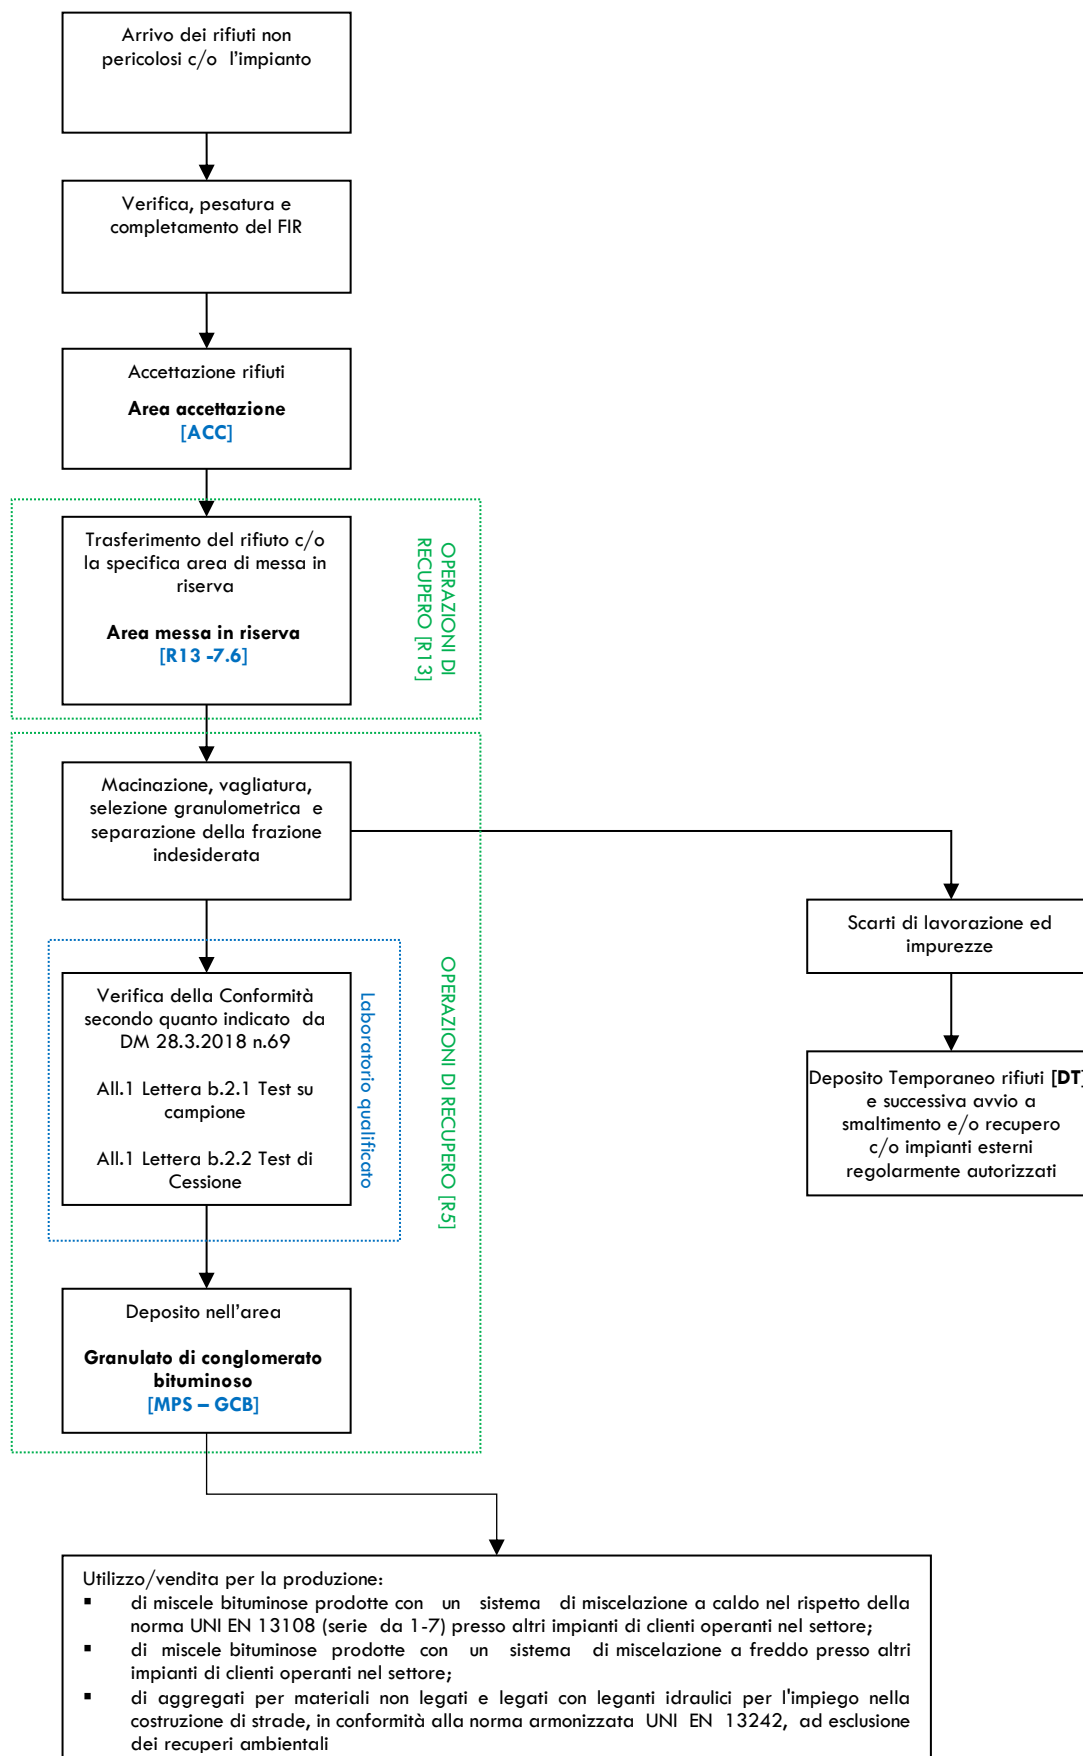 Arrivo dei rifiuti non
pericolosi c/o l'impianto
Verifica, pesatura e
completamento del FIR
Accettazione rifiuti
Area accettazione
[ACC]
Trasferimento del rifiuto c/o
la specifica area di messa in
riserva
Area messa in riserva
[R13 -7.6]
OPERAZIONI DI
RECUPERO [R13]
Macinazione, vagliatura,
selezione granulometrica e
separazione della frazione
indesiderata
Scarti di lavorazione ed
impurezze
Deposito Temporaneo rifiuti [DT]
e successiva avvio a
smaltimento e/o recupero
c/o impianti esterni
regolarmente autorizzati
Verifica della Conformità
secondo quanto indicato da
DM 28.3.2018 n.69
All.1 Lettera b.2.1 Test su
campione
All.1 Lettera b.2.2 Test di
Cessione
Laboratorio qualificato
OPERAZIONI DI RECUPERO [R5]
Deposito nell'area
Granulato di conglomerato
bituminoso
[MPS – GCB]
Utilizzo/vendita per la produzione:
▪ di miscele bituminose prodotte con un sistema di miscelazione a caldo nel rispetto della
norma UNI EN 13108 (serie da 1-7) presso altri impianti di clienti operanti nel settore;
▪ di miscele bituminose prodotte con un sistema di miscelazione a freddo presso altri
impianti di clienti operanti nel settore;
▪ di aggregati per materiali non legati e legati con leganti idraulici per l'impiego nella
costruzione di strade, in conformità alla norma armonizzata UNI EN 13242, ad esclusione
dei recuperi ambientali